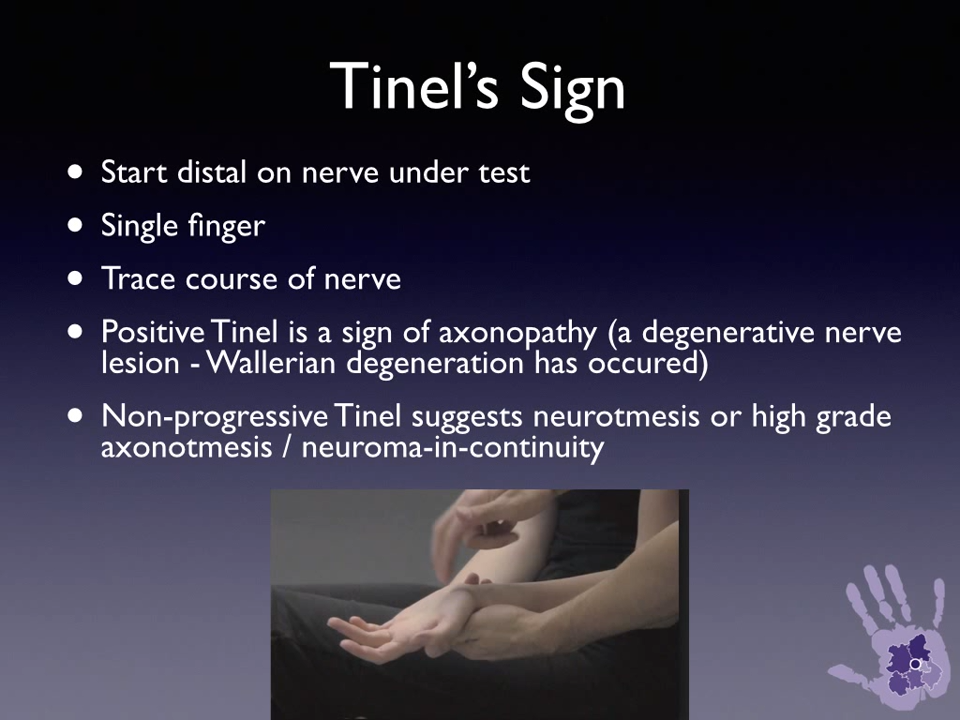 Tinel’s Sign
• Start distal on nerve under test
• Single finger
• Trace course of nerve
• Positive Tinel is a sign of axonopathy (a degenerative nerve
lesion - Wallerian degeneration has occured)
• Non-progressive Tinel suggests neurotmesis or high grade
axonotmesis / neuroma-in-continuity